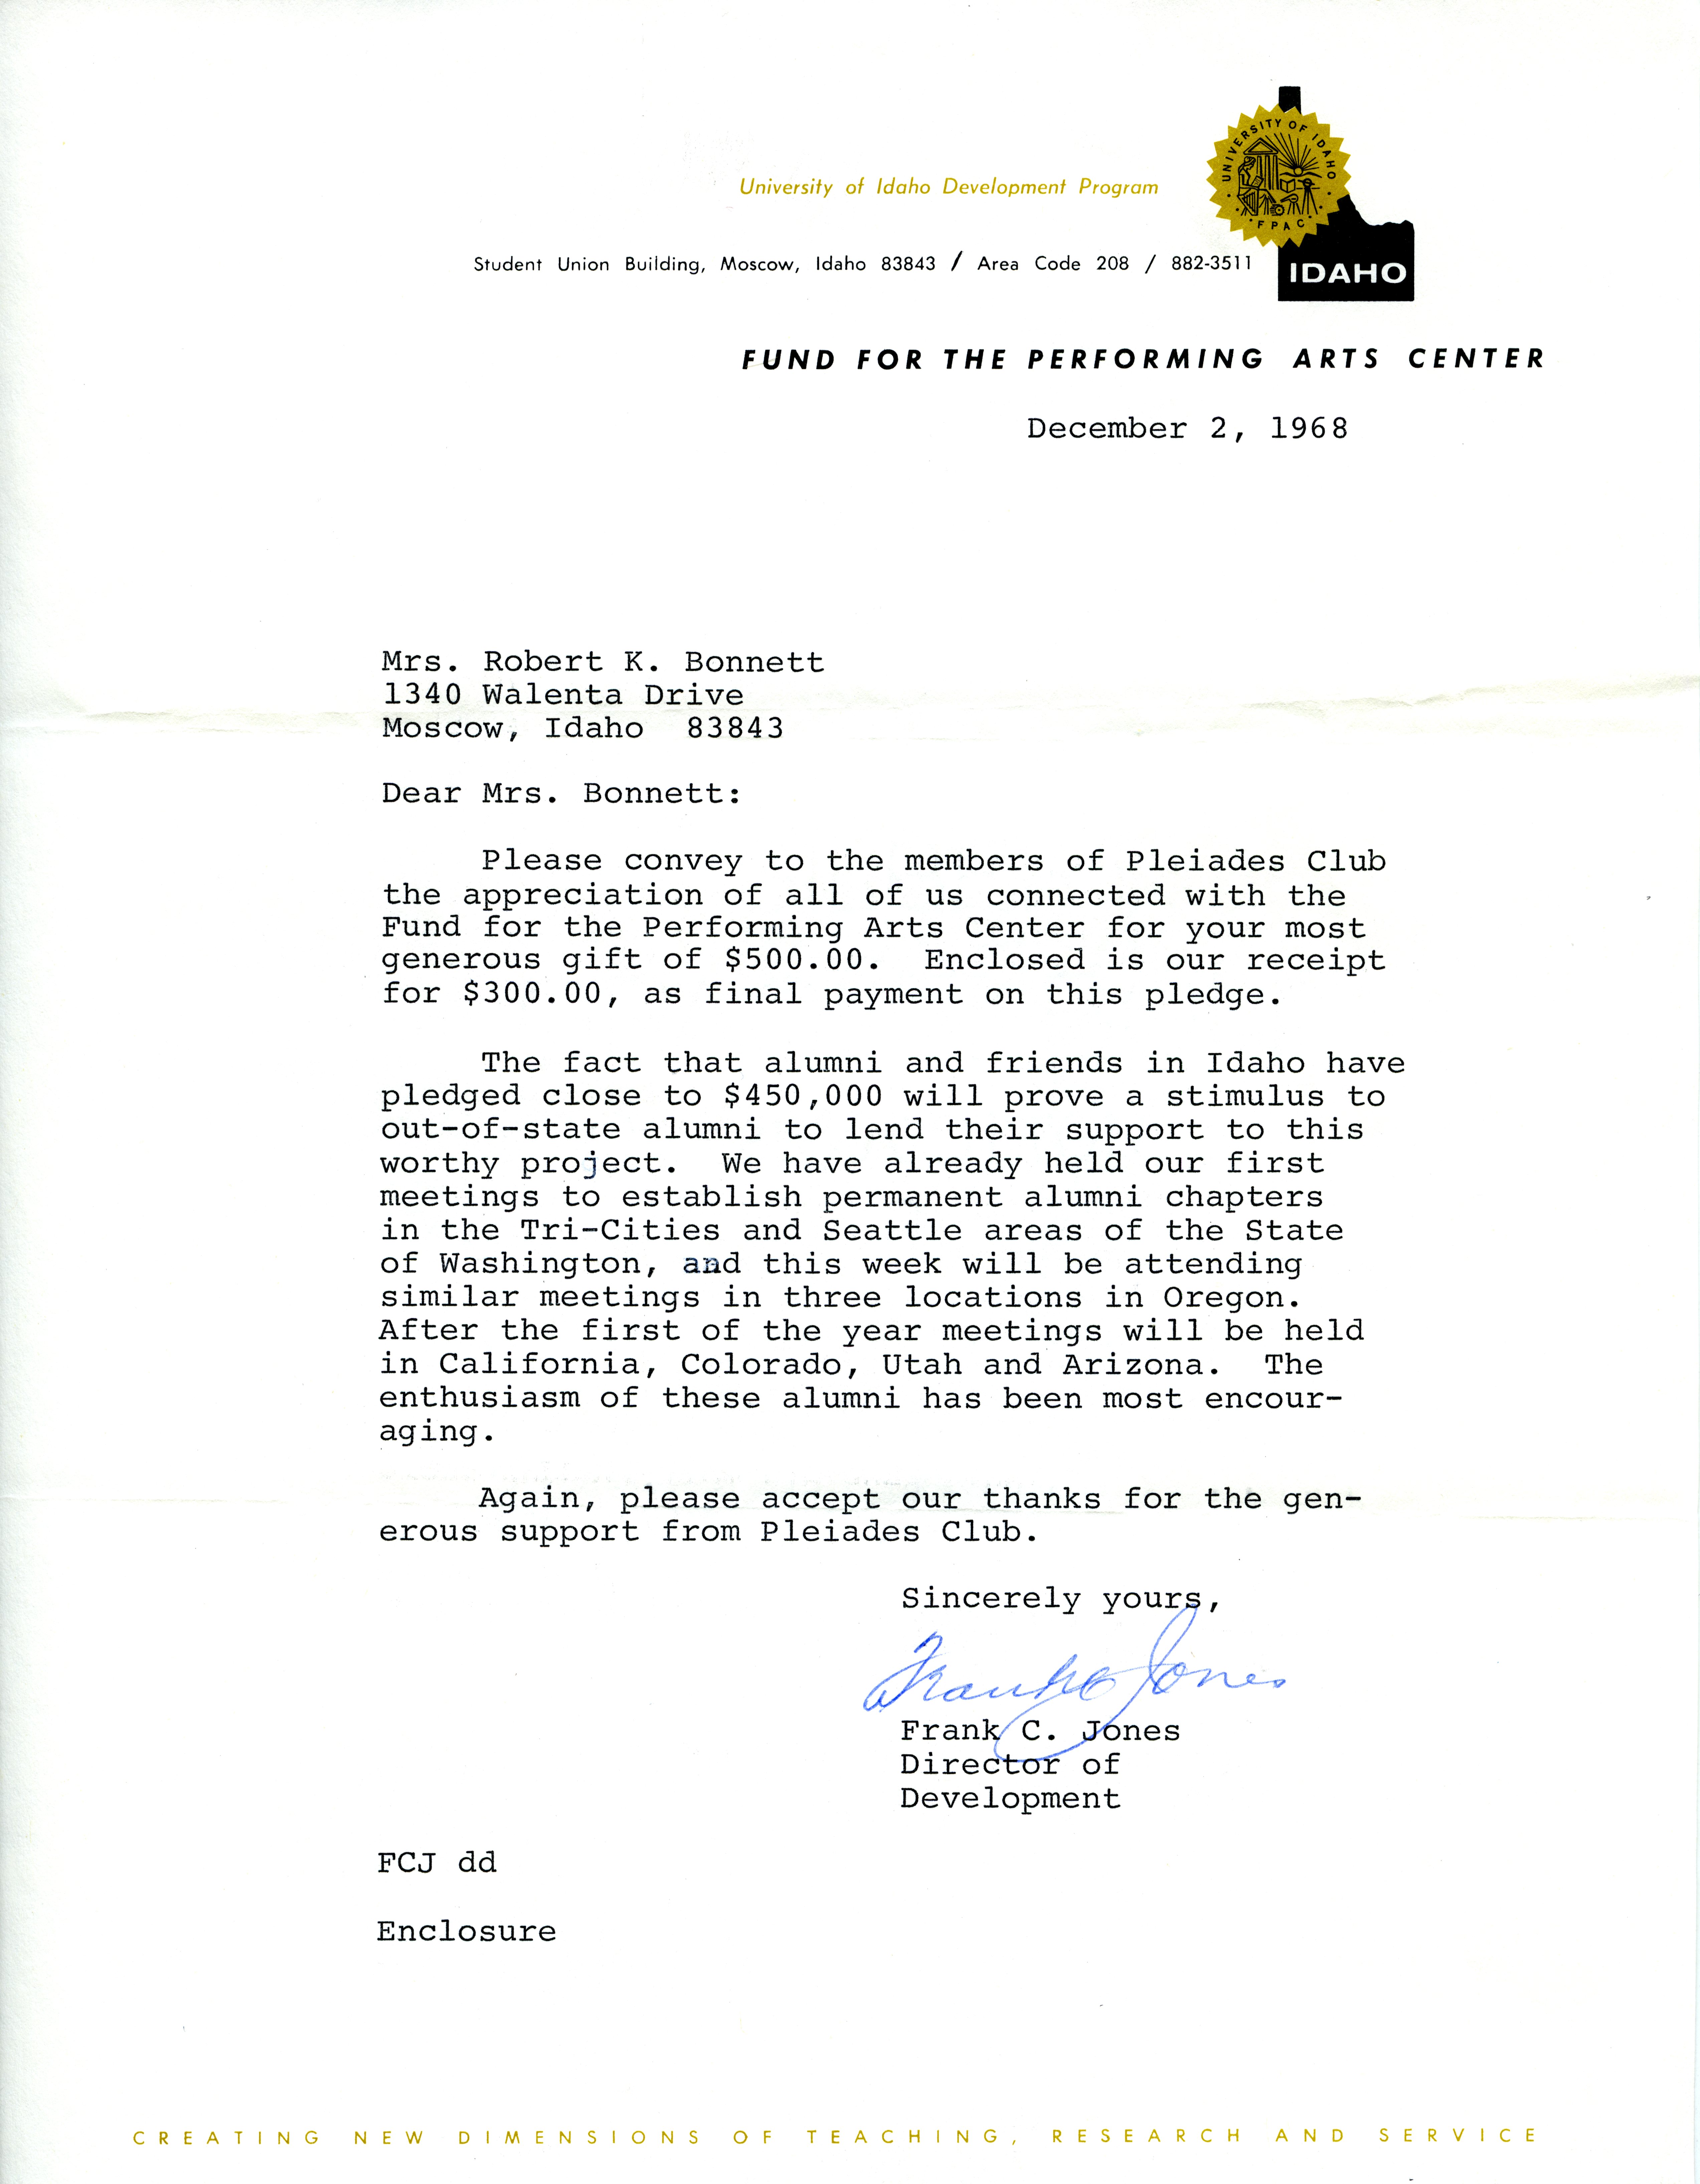 UNIVERSITY OF IDAHO
FPAC
IDAHO
University of Idaho Development Program
Student Union Building, Moscow, Idaho 83843 / Area Code 208 / 882-3511
FUND FOR THE PERFORMING ARTS CENTER
December 2, 1968
Mrs. Robert K. Bonnett
1340 Walenta Drive
Moscow, Idaho  83843
Dear Mrs. Bonnett:
Please convey to the members of Pleiades Club
the appreciation of all of us connected with the
Fund for the Performing Arts Center for your most
generous gift of $500.00.  Enclosed is our receipt
for $300.00, as final payment on this pledge.
The fact that alumni and friends in Idaho have
pledged close to $450,000 will prove a stimulus to
out-of-state alumni to lend their support to this
worthy project.  We have already held our first
meetings to establish permanent alumni chapters
in the Tri-Cities and Seattle areas of the State
of Washington, and this week will be attending
similar meetings in three locations in Oregon.
After the first of the year meetings will be held
in California, Colorado, Utah and Arizona.  The
enthusiasm of these alumni has been most encour-
aging.
Again, please accept our thanks for the gen-
erous support from Pleiades Club.
Sincerely yours,
Frank C Jones
Frank C. Jones
Director of
Development
FCJ dd
Enclosure
CREATING NEW DIMENSIONS OF TEACHING, RESEARCH AND SERVICE